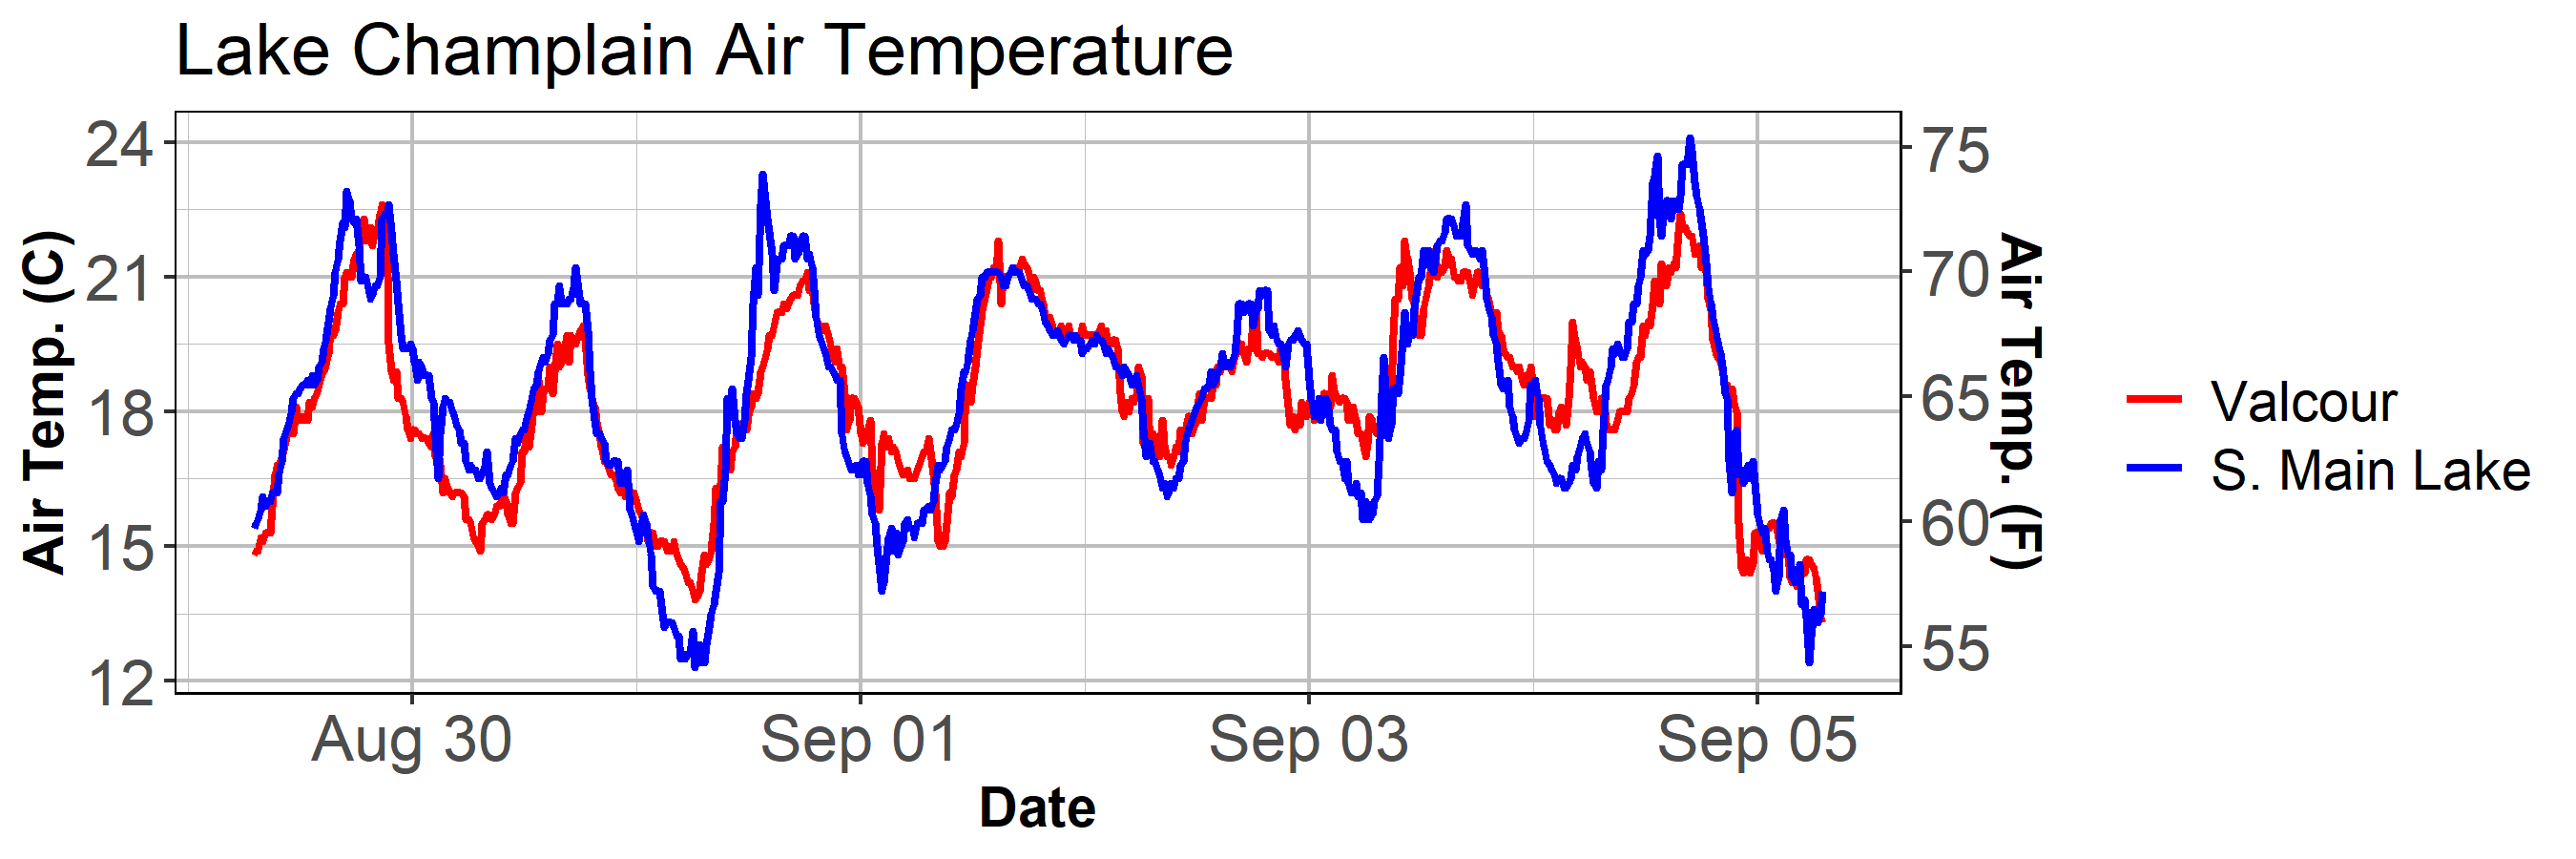 Lake Champlain Air Temperature
Air Temp. (C)
24
21
18
15
12
75
70
65
60
55
Air Temp. (F)
Aug 30
Sep 01
Sep 03
Sep 05
Date
Valcour
S. Main Lake